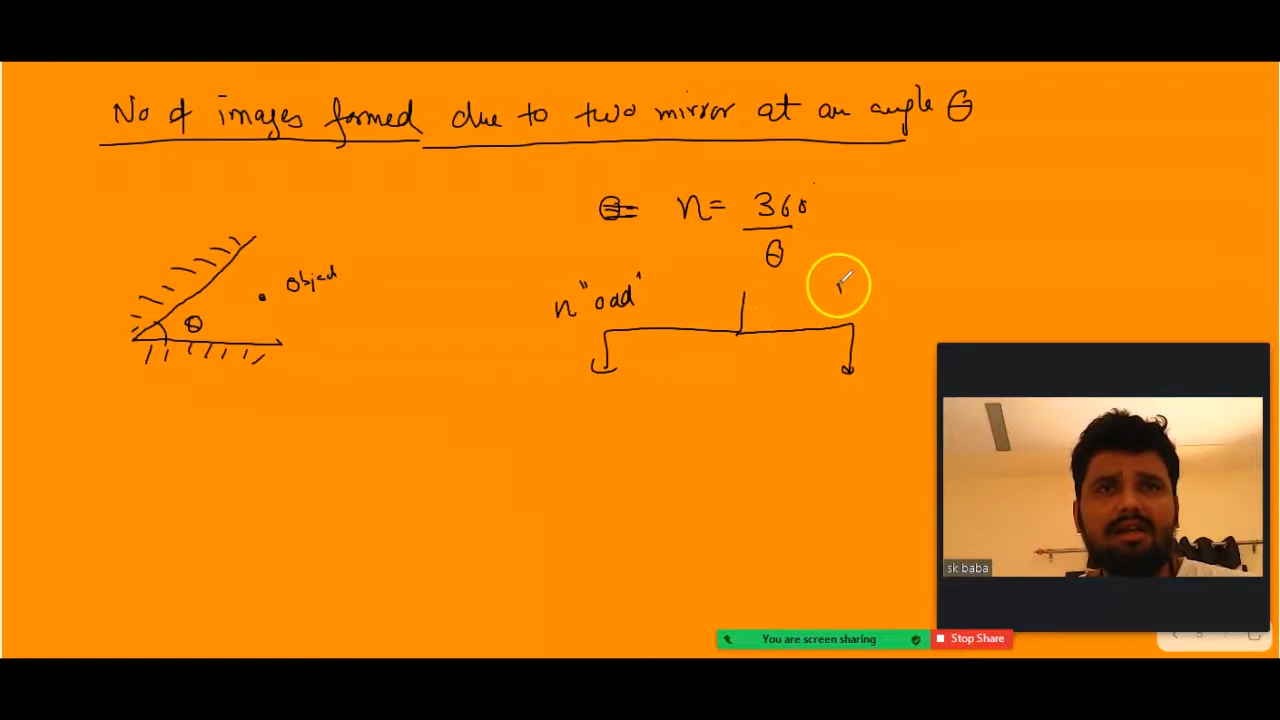 No of images formed due to two mirror at an angle θ
n = 360
θ
Object
θ
n "odd"
sk baba
You are screen sharing
Stop Share
5